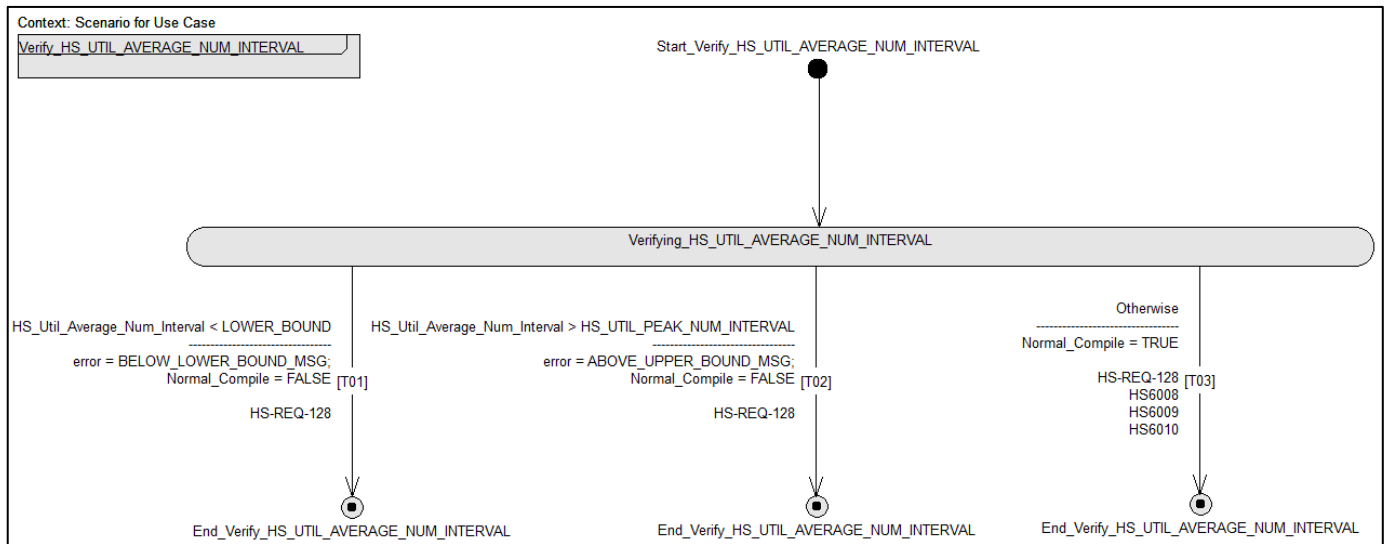 Context: Scenario for Use Case
Verify_HS_UTIL_AVERAGE_NUM_INTERVAL
Start_Verify_HS_UTIL_AVERAGE_NUM_INTERVAL
Verifying_HS_UTIL_AVERAGE_NUM_INTERVAL
HS_Util_Average_Num_Interval < LOWER_BOUND
--------------------------------
error = BELOW_LOWER_BOUND_MSG;
Normal_Compile = FALSE
[T01]
HS-REQ-128
HS_Util_Average_Num_Interval > HS_UTIL_PEAK_NUM_INTERVAL
--------------------------------
error = ABOVE_UPPER_BOUND_MSG;
Normal_Compile = FALSE
[T02]
HS-REQ-128
Otherwise
--------------------------------
Normal_Compile = TRUE
HS-REQ-128
[T03]
HS6008
HS6009
HS6010
End_Verify_HS_UTIL_AVERAGE_NUM_INTERVAL
End_Verify_HS_UTIL_AVERAGE_NUM_INTERVAL
End_Verify_HS_UTIL_AVERAGE_NUM_INTERVAL